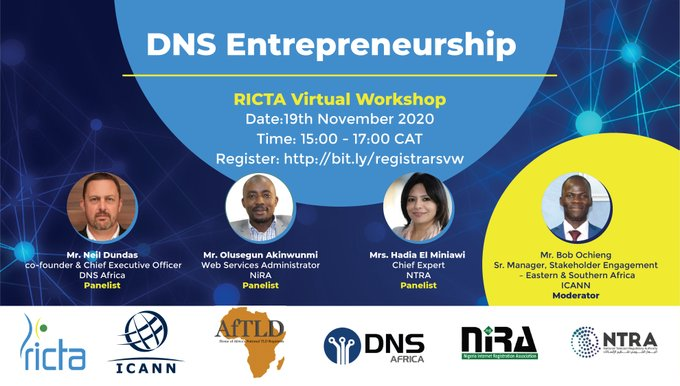 DNS Entrepreneurship
RICTA Virtual Workshop
Date:19th November 2020
Time: 15:00 - 17:00 CAT
Register: http://bit.ly/registrarsvw
Mr. Neil Dundas
co-founder & Chief Executive Officer
DNS Africa
Panelist
Mr. Olusegun Akinwunmi
Web Services Administrator
NiRA
Panelist
Mrs. Hadia El Miniawi
Chief Expert
NTRA
Panelist
Mr. Bob Ochieng
Sr. Manager, Stakeholder Engagement
- Eastern & Southern Africa
ICANN
Moderator
ricta
ICANN
AfTLD
DNS
AFRICA
NiRA
Nigeria Internet Registration Association
NTRA